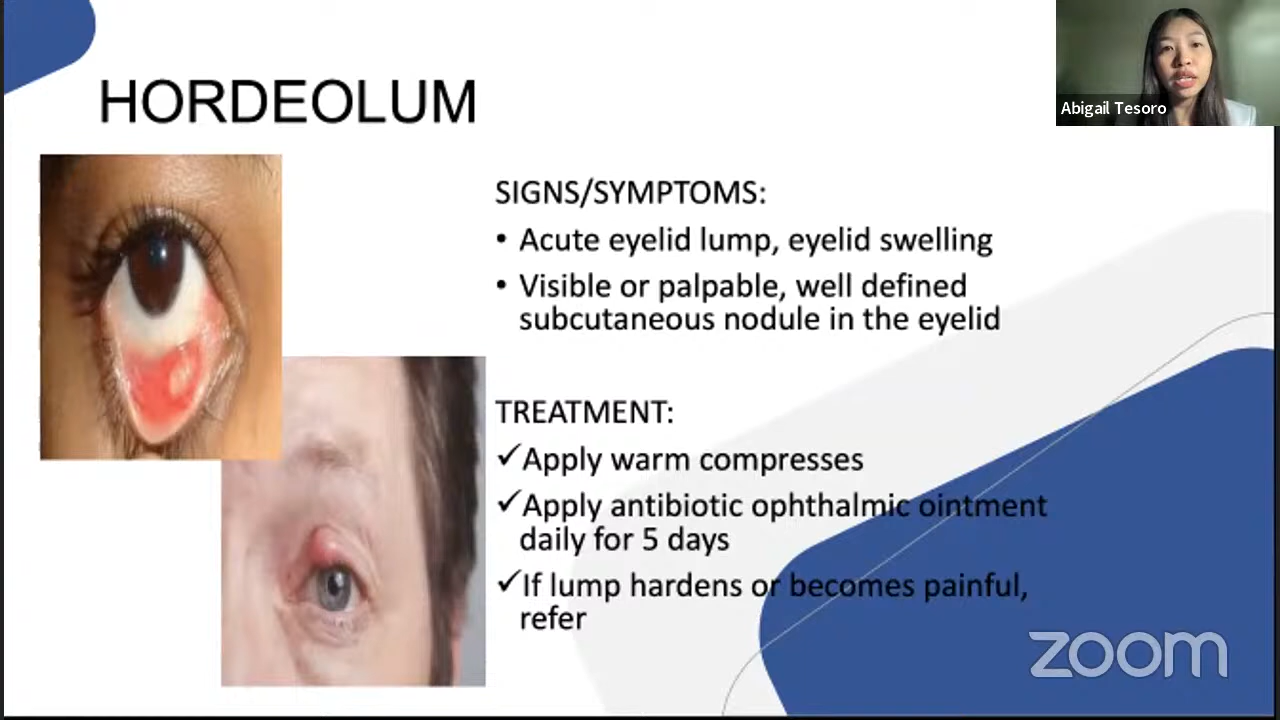 HORDEOLUM
Abigail Tesoro
SIGNS/SYMPTOMS:
• Acute eyelid lump, eyelid swelling
• Visible or palpable, well defined
subcutaneous nodule in the eyelid
TREATMENT:
✓Apply warm compresses
✓Apply antibiotic ophthalmic ointment
daily for 5 days
✓If lump hardens or becomes painful,
refer
zoom